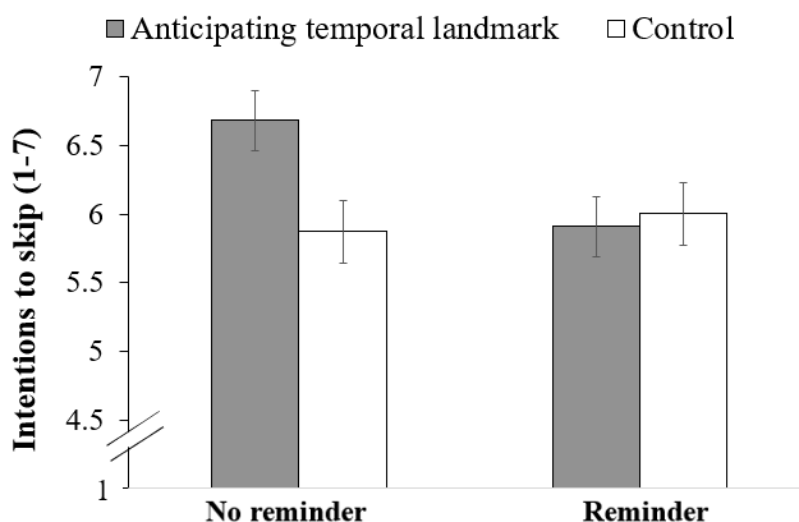 Anticipating temporal landmark Control
Intentions to skip (1-7)
7
6.5
6
5.5
5
4.5
1
No reminder Reminder